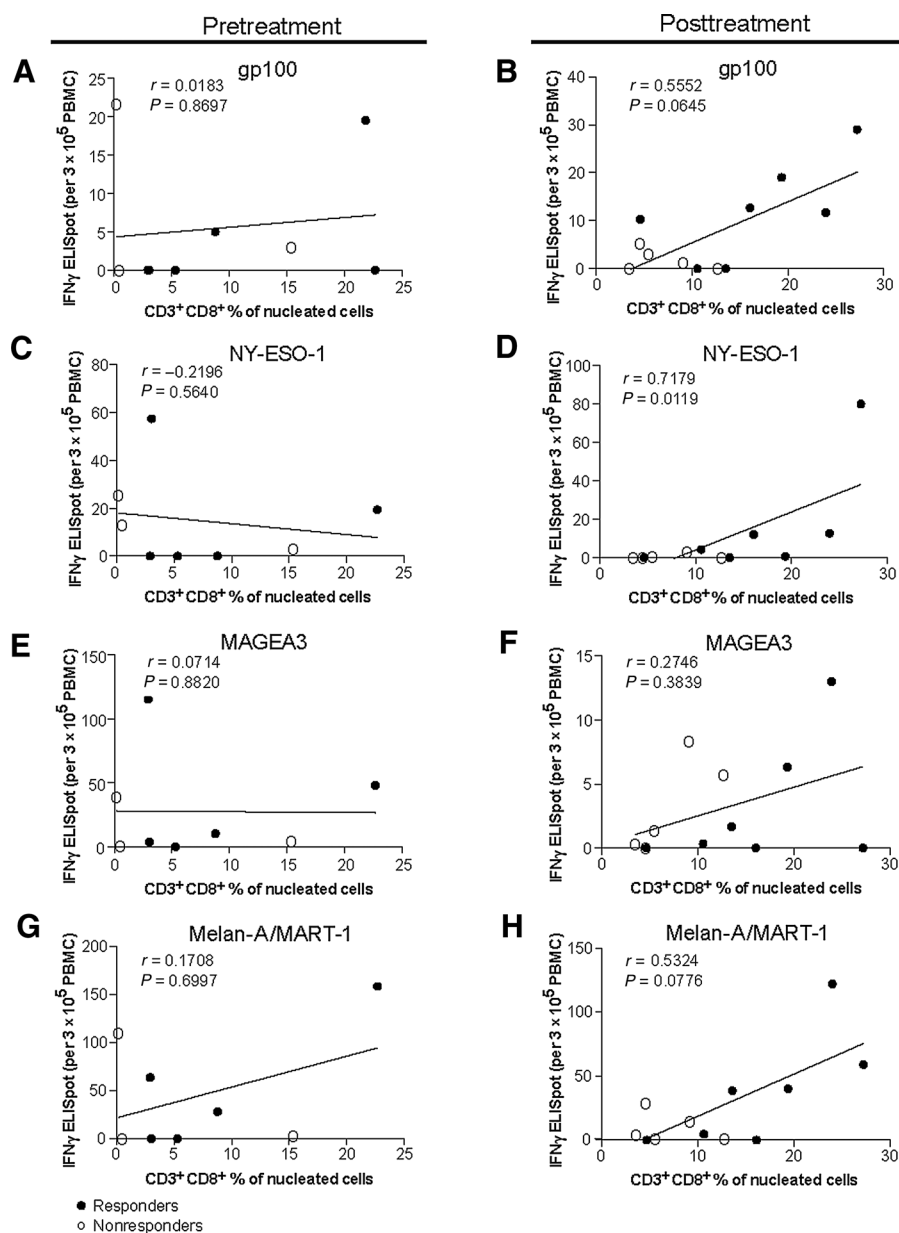 Pretreatment
Posttreatment
A
gp100
r = 0.0183
P = 0.8697
IFNγ ELISpot (per 3 × 10⁵ PBMC)
25
20
15
10
5
0
0 5 10 15 20 25
CD3⁺CD8⁺% of nucleated cells
B
gp100
r = 0.5552
P = 0.0645
IFNγ ELISpot (per 3 × 10⁵ PBMC)
40
30
20
10
0
0 10 20 30
CD3⁺CD8⁺% of nucleated cells
C
NY-ESO-1
r = –0.2196
P = 0.5640
IFNγ ELISpot (per 3 × 10⁵ PBMC)
80
60
40
20
0
0 5 10 15 20 25
CD3⁺CD8⁺% of nucleated cells
D
NY-ESO-1
r = 0.7179
P = 0.0119
IFNγ ELISpot (per 3 × 10⁵ PBMC)
100
80
60
40
20
0
0 10 20 30
CD3⁺CD8⁺% of nucleated cells
E
MAGEA3
r = 0.0714
P = 0.8820
IFNγ ELISpot (per 3 × 10⁵ PBMC)
150
100
50
0
0 5 10 15 20 25
CD3⁺CD8⁺ % of nucleated cells
F
MAGEA3
r = 0.2746
P = 0.3839
IFNγ ELISpot (per 3 × 10⁵ PBMC)
15
10
5
0
0 10 20 30
CD3⁺CD8⁺ % of nucleated cells
G
Melan-A/MART-1
r = 0.1708
P = 0.6997
IFNγ ELISpot (per 3 × 10⁵ PBMC)
200
150
100
50
0
0 5 10 15 20 25
CD3⁺CD8⁺ % of nucleated cells
H
Melan-A/MART-1
r = 0.5324
P = 0.0776
IFNγ ELISpot (per 3 × 10⁵ PBMC)
150
100
50
0
0 10 20 30
CD3⁺CD8⁺ % of nucleated cells
Responders
Nonresponders